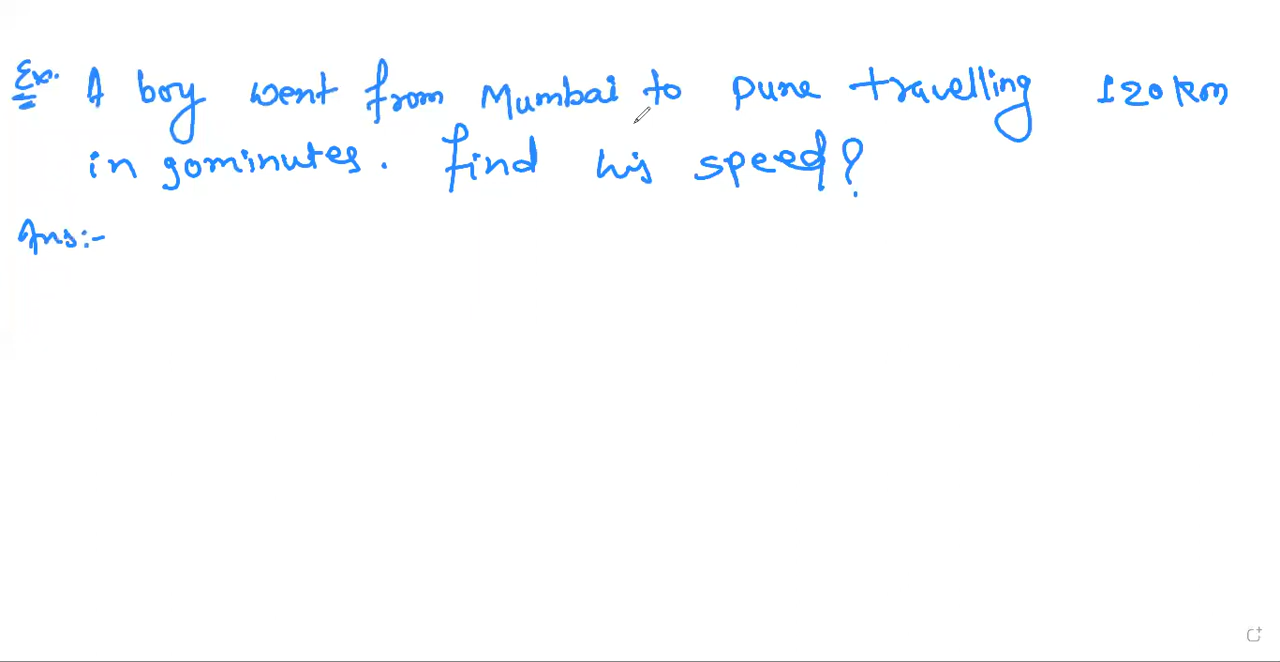 Ex. A boy went from Mumbai to Pune travelling 120 km
in 90 minutes. find his speed?
Ans:-